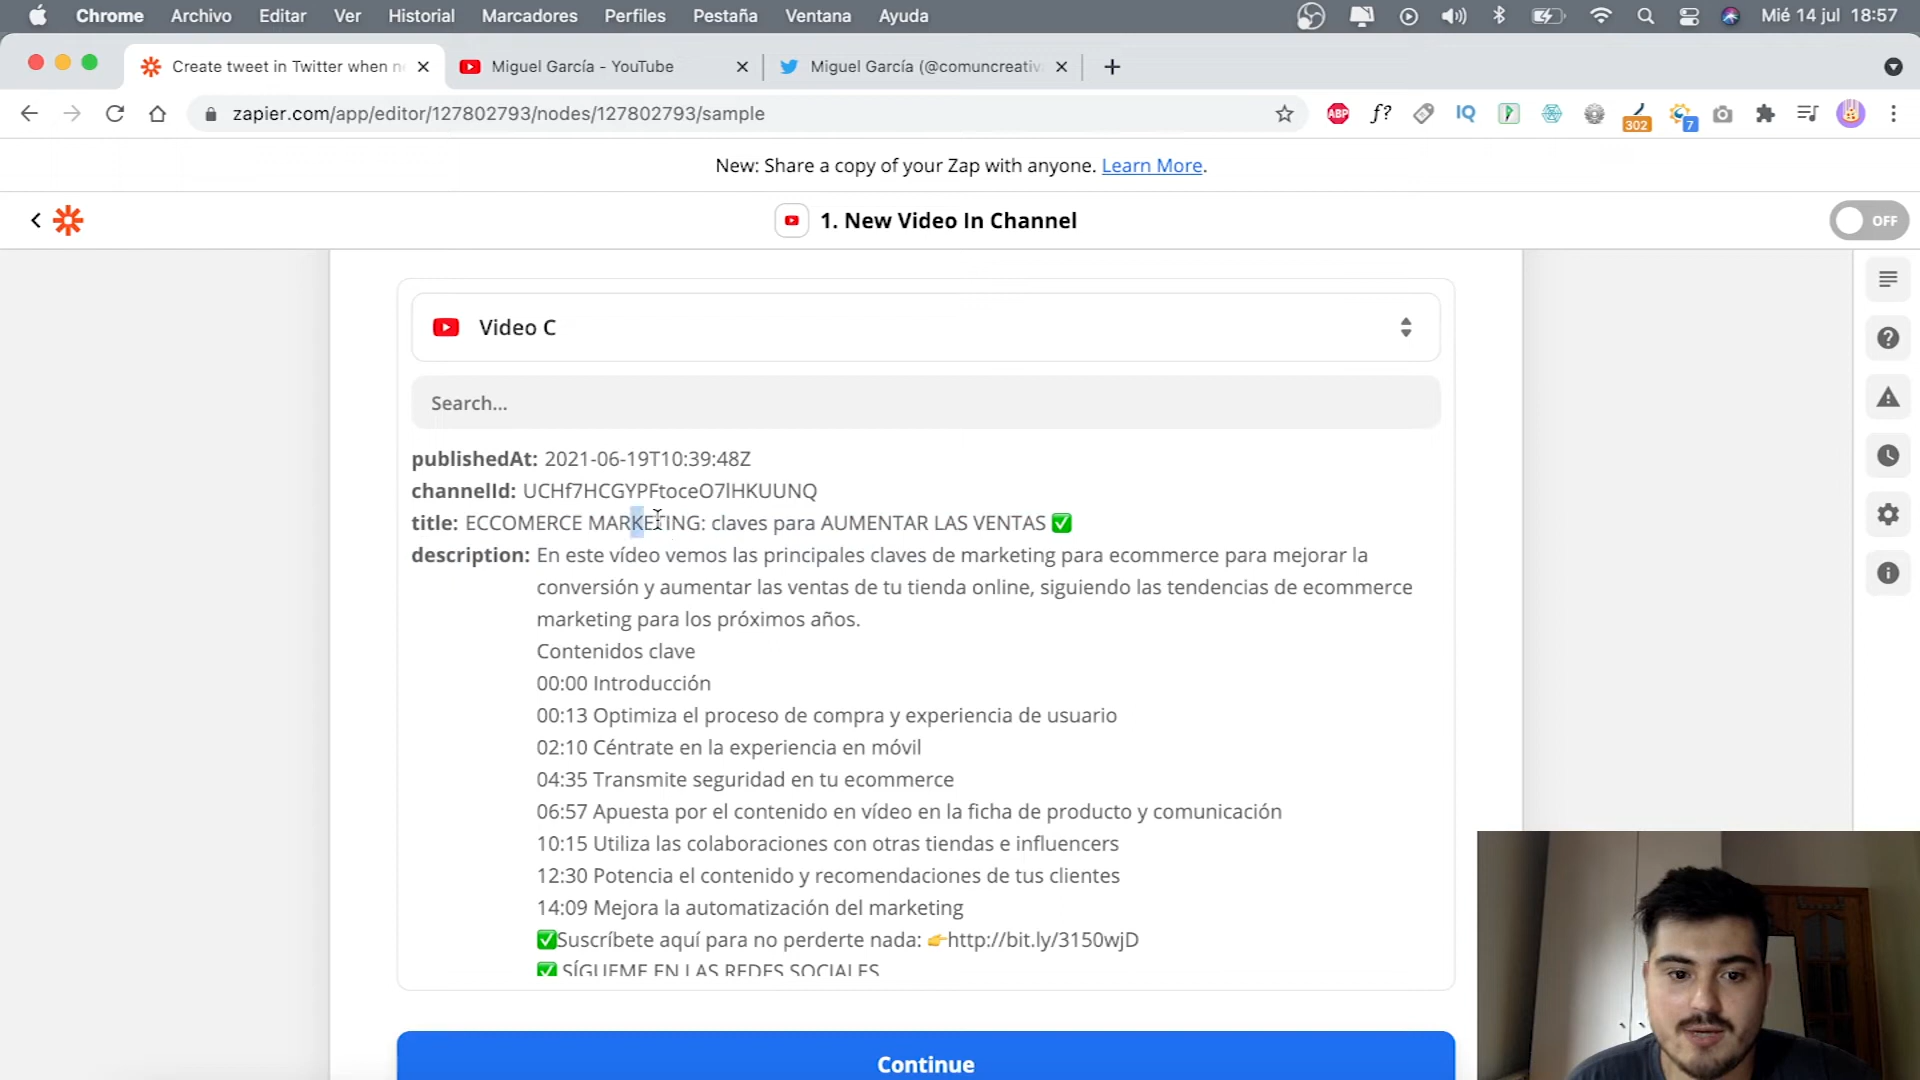 Chrome Archivo Editar Ver Historial Marcadores Perfiles Pestaña Ventana Ayuda Mié 14 jul 18:57
Create tweet in Twitter when ne Miguel García - YouTube Miguel García (@comuncreativ
zapier.com/app/editor/127802793/nodes/127802793/sample ABP f? IQ 302 7
New: Share a copy of your Zap with anyone. Learn More.
1. New Video In Channel OFF
Video C
Search...
publishedAt: 2021-06-19T10:39:48Z
channelId: UCHf7HCGYPFtoceO7lHKUUNQ
title: ECCOMERCE MARKETING: claves para AUMENTAR LAS VENTAS ✅
description: En este vídeo vemos las principales claves de marketing para ecommerce para mejorar la
conversión y aumentar las ventas de tu tienda online, siguiendo las tendencias de ecommerce
marketing para los próximos años.
Contenidos clave
00:00 Introducción
00:13 Optimiza el proceso de compra y experiencia de usuario
02:10 Céntrate en la experiencia en móvil
04:35 Transmite seguridad en tu ecommerce
06:57 Apuesta por el contenido en vídeo en la ficha de producto y comunicación
10:15 Utiliza las colaboraciones con otras tiendas e influencers
12:30 Potencia el contenido y recomendaciones de tus clientes
14:09 Mejora la automatización del marketing
✅Suscríbete aquí para no perderte nada: 👉http://bit.ly/3150wjD
✅ SÍGUEME EN LAS REDES SOCIALES
Continue